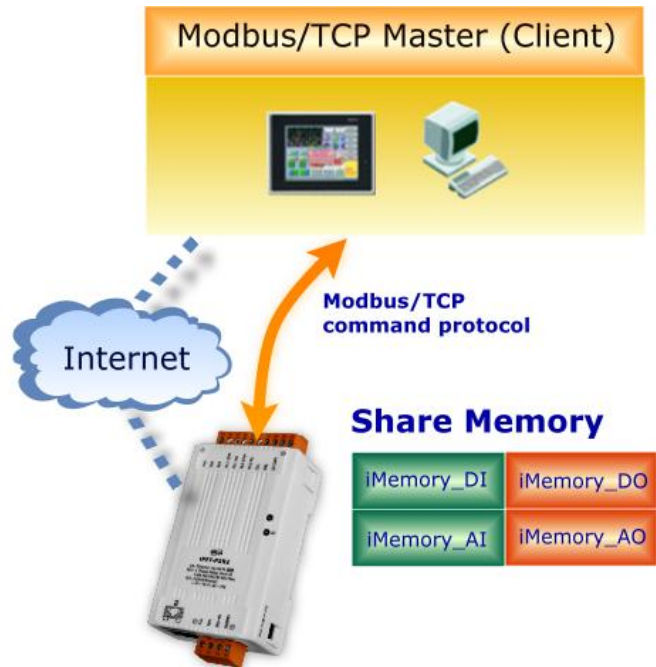 Modbus/TCP Master (Client)
Modbus/TCP
command protocol
Internet
Share Memory
iMemory_DI
iMemory_DO
iMemory_AI
iMemory_AO